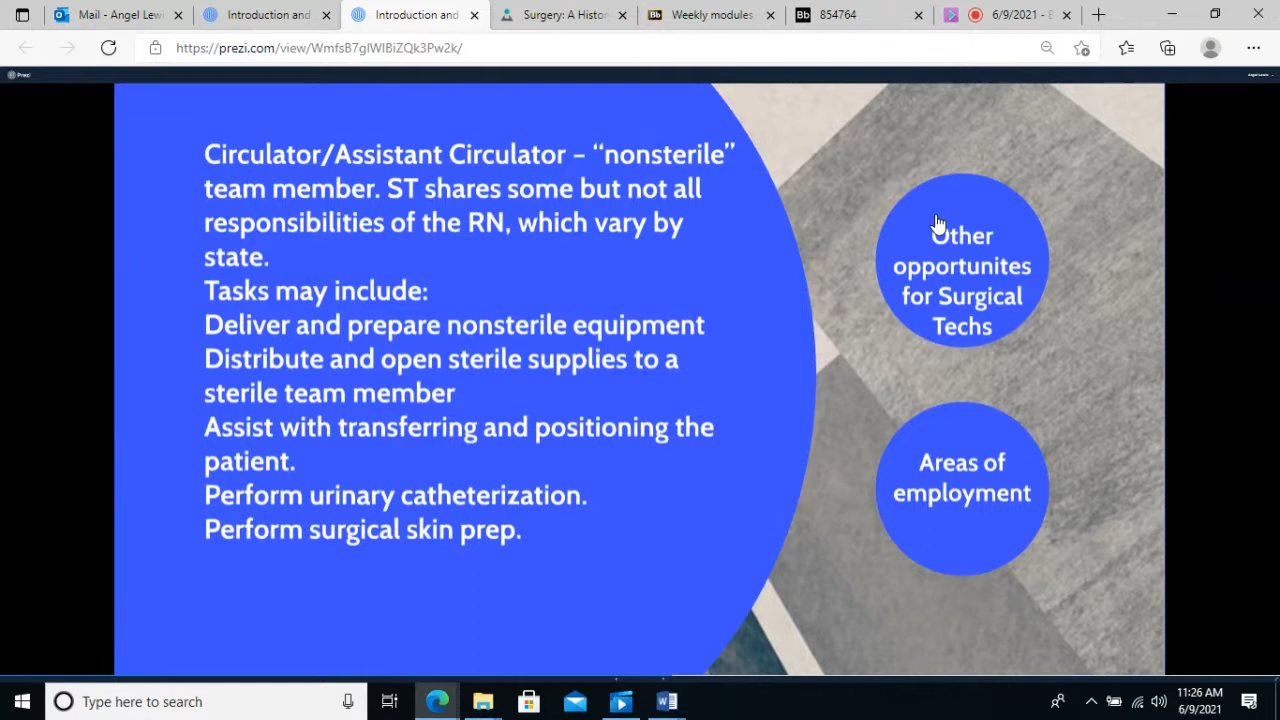 Mail - Angel Lewi
Introduction and
Introduction and
Surgery: A Histor
Weekly modules
854764
6/9/2021 - E
https://prezi.com/view/WmfsB7gIWlBiZQk3Pw2k/
Prezi
Circulator/Assistant Circulator – “nonsterile”
team member. ST shares some but not all
responsibilities of the RN, which vary by
state.
Tasks may include:
Deliver and prepare nonsterile equipment
Distribute and open sterile supplies to a
sterile team member
Assist with transferring and positioning the
patient.
Perform urinary catheterization.
Perform surgical skin prep.
Other
opportunites
for Surgical
Techs
Areas of
employment
Type here to search
11:26 AM
6/9/2021